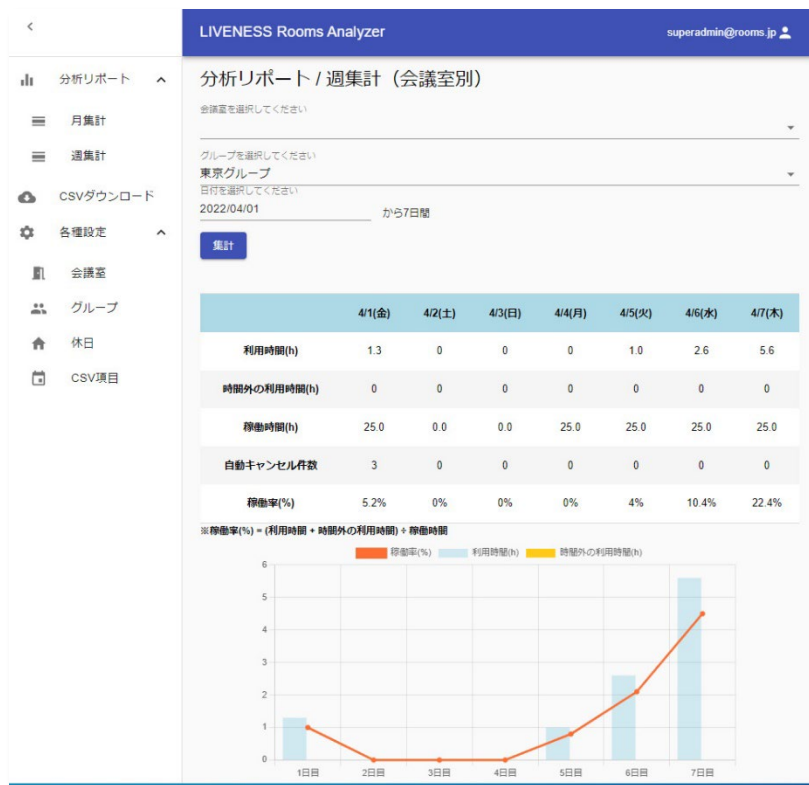 LIVENESS Rooms Analyzer
superadmin@rooms.jp
分析リポート
月集計
週集計
CSVダウンロード
各種設定
会議室
グループ
休日
CSV項目
分析リポート / 週集計（会議室別）
会議室を選択してください
グループを選択してください
東京グループ
日付を選択してください
2022/04/01 から7日間
集計
4/1(金) 4/2(土) 4/3(日) 4/4(月) 4/5(火) 4/6(水) 4/7(木)
利用時間(h) 1.3 0 0 0 1.0 2.6 5.6
時間外の利用時間(h) 0 0 0 0 0 0 0
稼働時間(h) 25.0 0.0 0.0 25.0 25.0 25.0 25.0
自動キャンセル件数 3 0 0 0 0 0 0
稼働率(%) 5.2% 0% 0% 0% 4% 10.4% 22.4%
※稼働率(%) = (利用時間 + 時間外の利用時間) ÷ 稼働時間
稼働率(%) 利用時間(h) 時間外の利用時間(h)
6
5
4
3
2
1
0
1日目 2日目 3日目 4日目 5日目 6日目 7日目